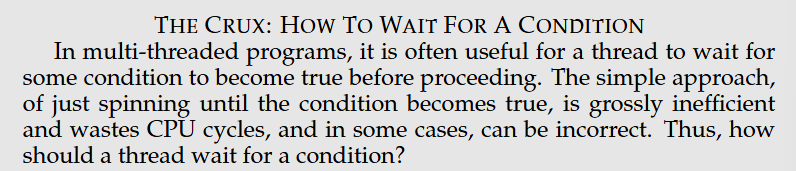 THE CRUX: HOW TO WAIT FOR A CONDITION
In multi-threaded programs, it is often useful for a thread to wait for
some condition to become true before proceeding. The simple approach,
of just spinning until the condition becomes true, is grossly inefficient
and wastes CPU cycles, and in some cases, can be incorrect. Thus, how
should a thread wait for a condition?